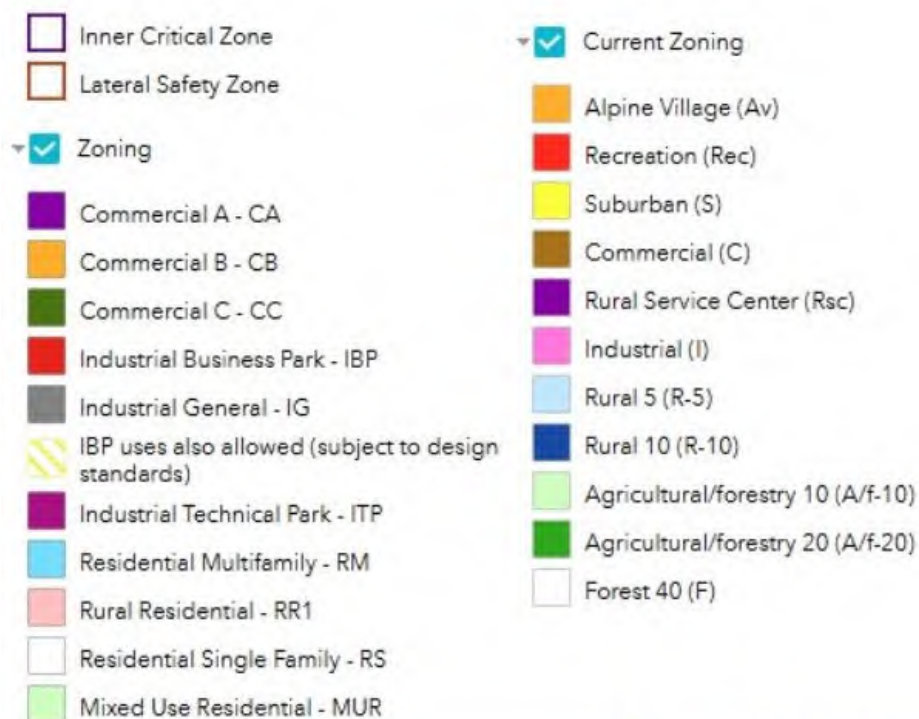 Inner Critical Zone
Lateral Safety Zone
Zoning
Commercial A - CA
Commercial B - CB
Commercial C - CC
Industrial Business Park - IBP
Industrial General - IG
IBP uses also allowed (subject to design
standards)
Industrial Technical Park - ITP
Residential Multifamily - RM
Rural Residential - RR1
Residential Single Family - RS
Mixed Use Residential - MUR
Current Zoning
Alpine Village (Av)
Recreation (Rec)
Suburban (S)
Commercial (C)
Rural Service Center (Rsc)
Industrial (I)
Rural 5 (R-5)
Rural 10 (R-10)
Agricultural/forestry 10 (A/f-10)
Agricultural/forestry 20 (A/f-20)
Forest 40 (F)